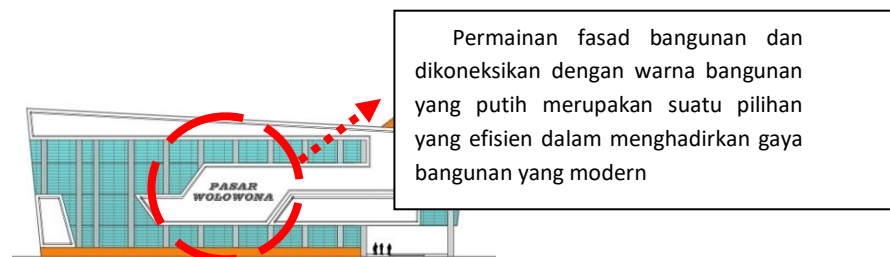 Permainan fasad bangunan dan
dikoneksikan dengan warna bangunan
yang putih merupakan suatu pilihan
yang efisien dalam menghadirkan gaya
bangunan yang modern
PASAR
WOLOWONA